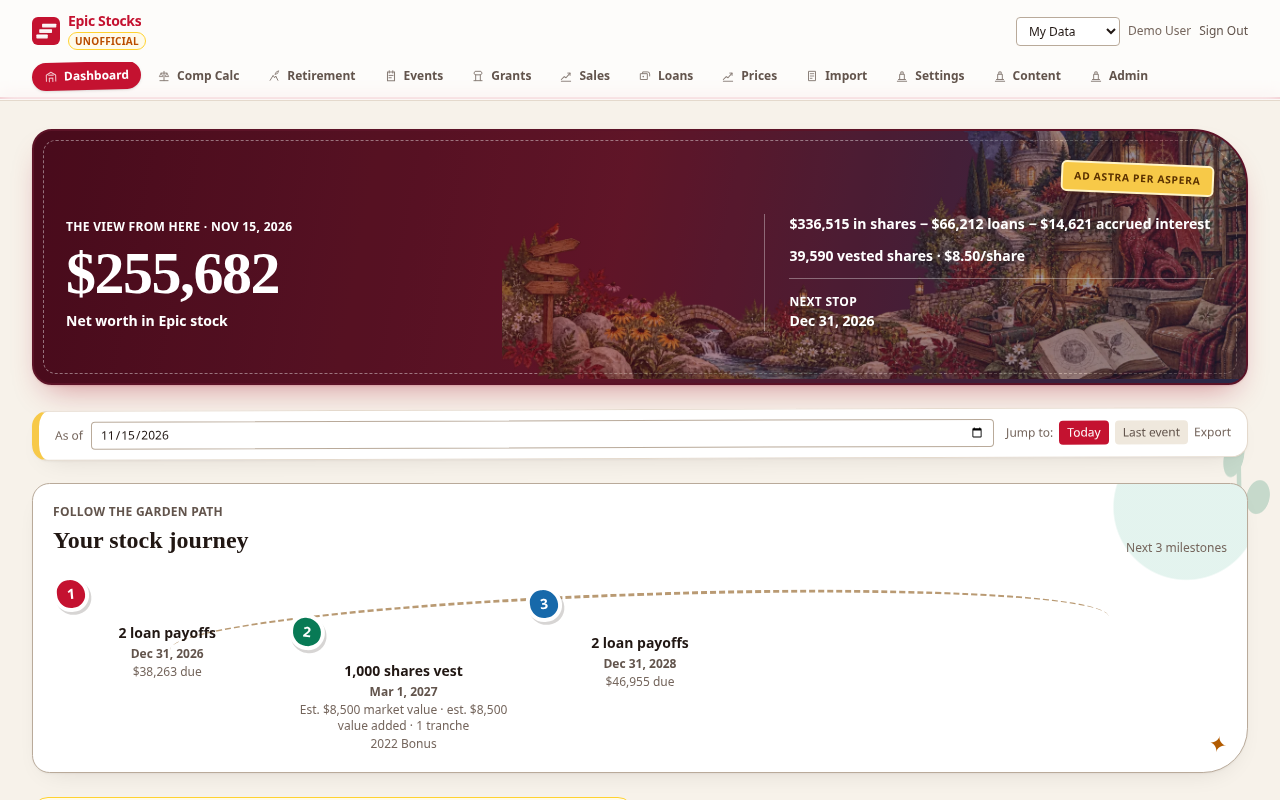 Epic Stocks
UNOFFICIAL
My Data
Demo User
Sign Out
Dashboard
Comp Calc
Retirement
Events
Grants
Sales
Loans
Prices
Import
Settings
Content
Admin
AD ASTRA PER ASPERA
THE VIEW FROM HERE · NOV 15, 2026
$255,682
Net worth in Epic stock
$336,515 in shares − $66,212 loans − $14,621 accrued interest
39,590 vested shares · $8.50/share
NEXT STOP
Dec 31, 2026
As of
11/15/2026
Jump to:
Today
Last event
Export
FOLLOW THE GARDEN PATH
Your stock journey
Next 3 milestones
1
2 loan payoffs
Dec 31, 2026
$38,263 due
2
1,000 shares vest
Mar 1, 2027
Est. $8,500 market value · est. $8,500
value added · 1 tranche
2022 Bonus
3
2 loan payoffs
Dec 31, 2028
$46,955 due